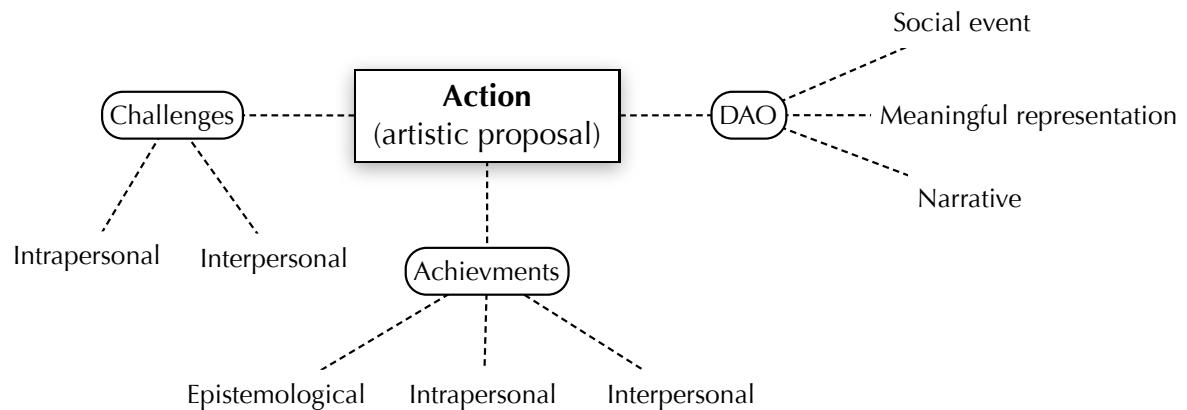 Social event
Action
(artistic proposal)
Challenges
DAO
Meaningful representation
Narrative
Intrapersonal
Interpersonal
Achievments
Epistemological
Intrapersonal
Interpersonal